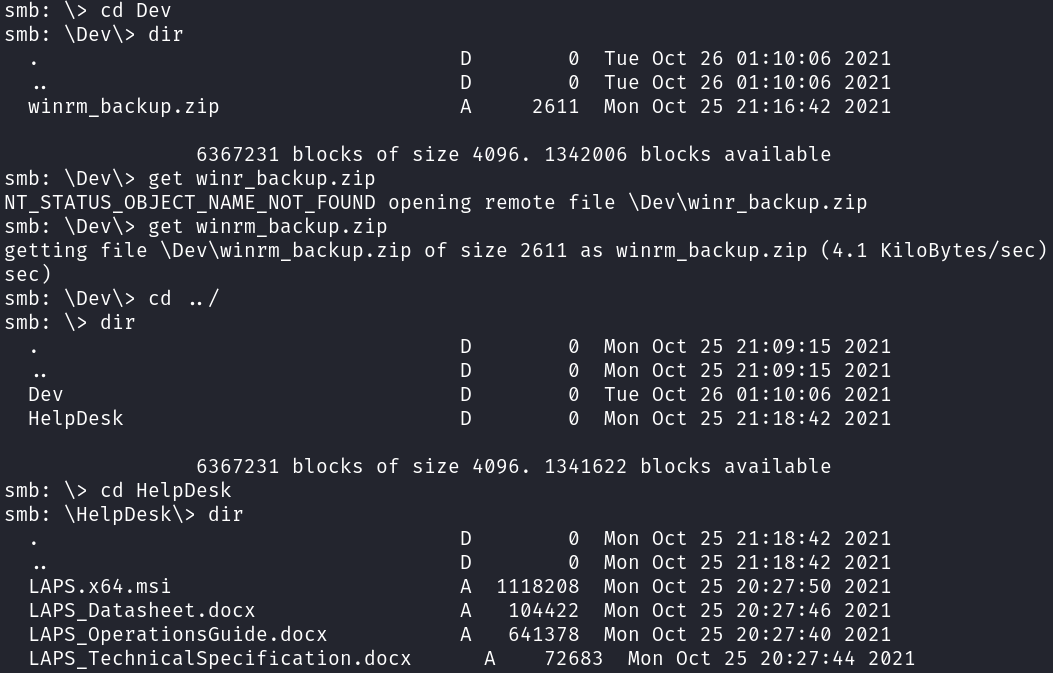 smb: \> cd Dev
smb: \Dev\> dir
  .                                   D        0  Tue Oct 26 01:10:06 2021
  ..                                  D        0  Tue Oct 26 01:10:06 2021
  winrm_backup.zip                    A     2611  Mon Oct 25 21:16:42 2021

                6367231 blocks of size 4096. 1342006 blocks available
smb: \Dev\> get winr_backup.zip
NT_STATUS_OBJECT_NAME_NOT_FOUND opening remote file \Dev\winr_backup.zip
smb: \Dev\> get winrm_backup.zip
getting file \Dev\winrm_backup.zip of size 2611 as winrm_backup.zip (4.1 KiloBytes/sec)
sec)
smb: \Dev\> cd ../
smb: \> dir
  .                                   D        0  Mon Oct 25 21:09:15 2021
  ..                                  D        0  Mon Oct 25 21:09:15 2021
  Dev                                 D        0  Tue Oct 26 01:10:06 2021
  HelpDesk                            D        0  Mon Oct 25 21:18:42 2021

                6367231 blocks of size 4096. 1341622 blocks available
smb: \> cd HelpDesk
smb: \HelpDesk\> dir
  .                                   D        0  Mon Oct 25 21:18:42 2021
  ..                                  D        0  Mon Oct 25 21:18:42 2021
  LAPS.x64.msi                        A  1118208  Mon Oct 25 20:27:50 2021
  LAPS_Datasheet.docx                 A   104422  Mon Oct 25 20:27:46 2021
  LAPS_OperationsGuide.docx           A   641378  Mon Oct 25 20:27:40 2021
  LAPS_TechnicalSpecification.docx      A    72683  Mon Oct 25 20:27:44 2021